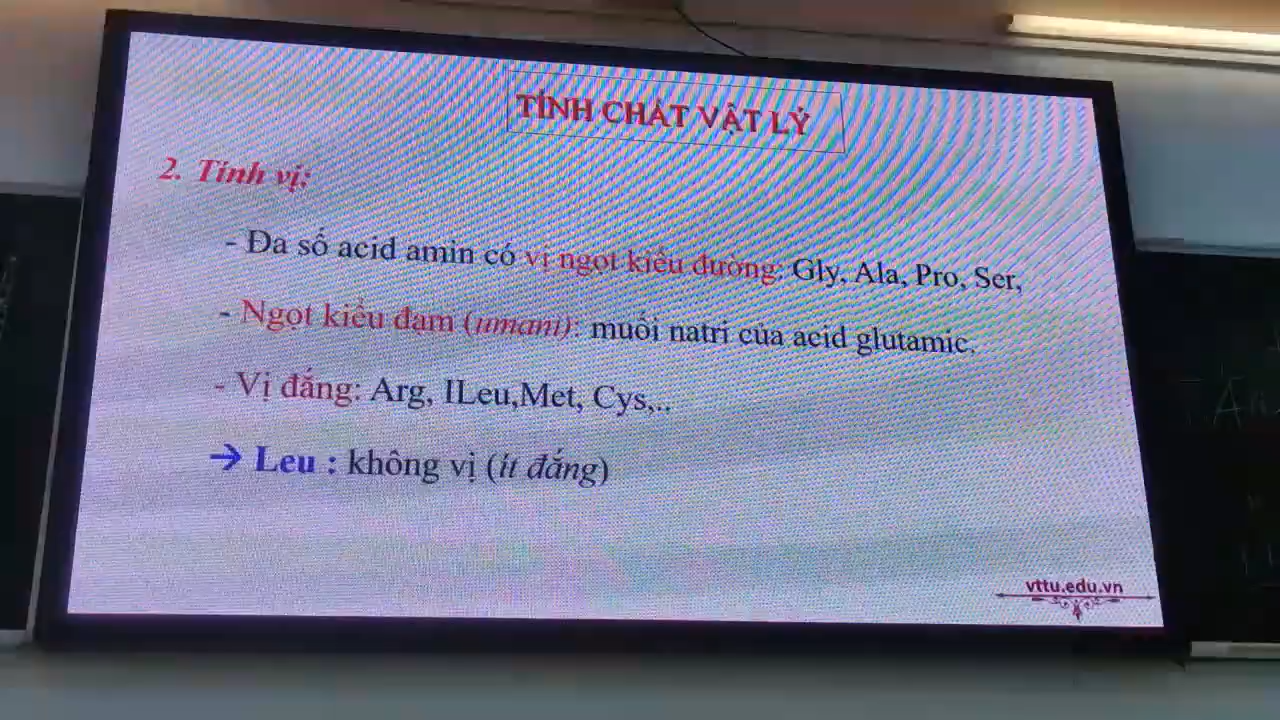 TÍNH CHẤT VẬT LÝ
2. Tính vị:
- Đa số acid amin có vị ngọt kiểu đường: Gly, Ala, Pro, Ser,
- Ngọt kiểu đạm (umami): muối natri của acid glutamic.
- Vị đắng: Arg, ILeu,Met, Cys,..
→ Leu : không vị (ít đắng)
vttu.edu.vn